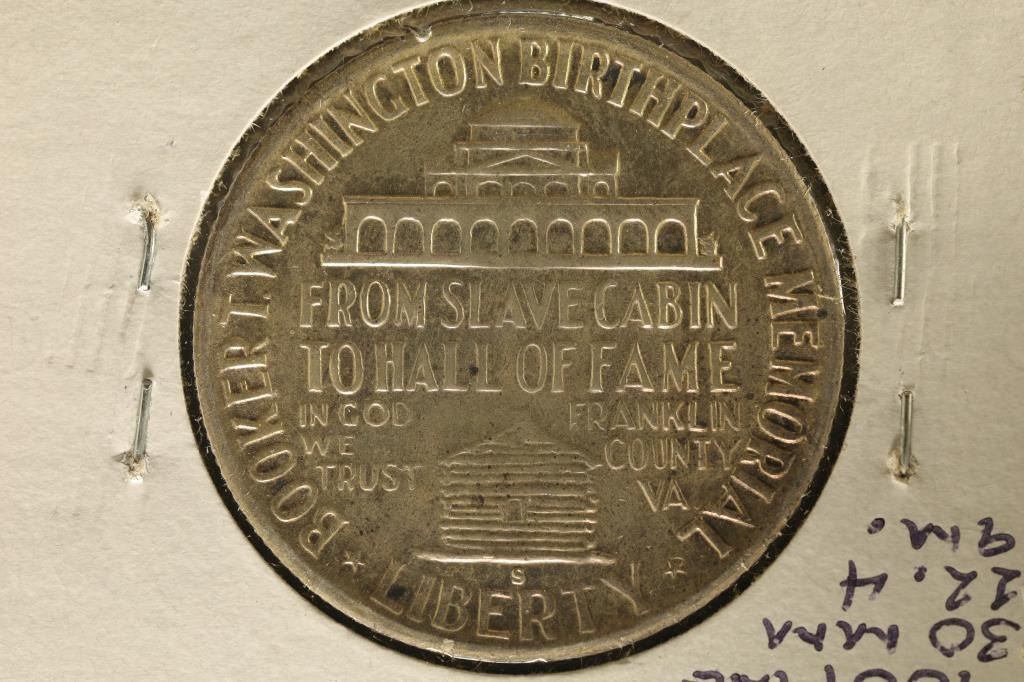 BOOKER T. WASHINGTON BIRTHPLACE MEMORIAL
FROM SLAVE CABIN
TO HALL OF FAME
IN GOD
WE
TRUST
FRANKLIN
COUNTY
VA.
S
LIBERTY
30 MM
22.4
GM.